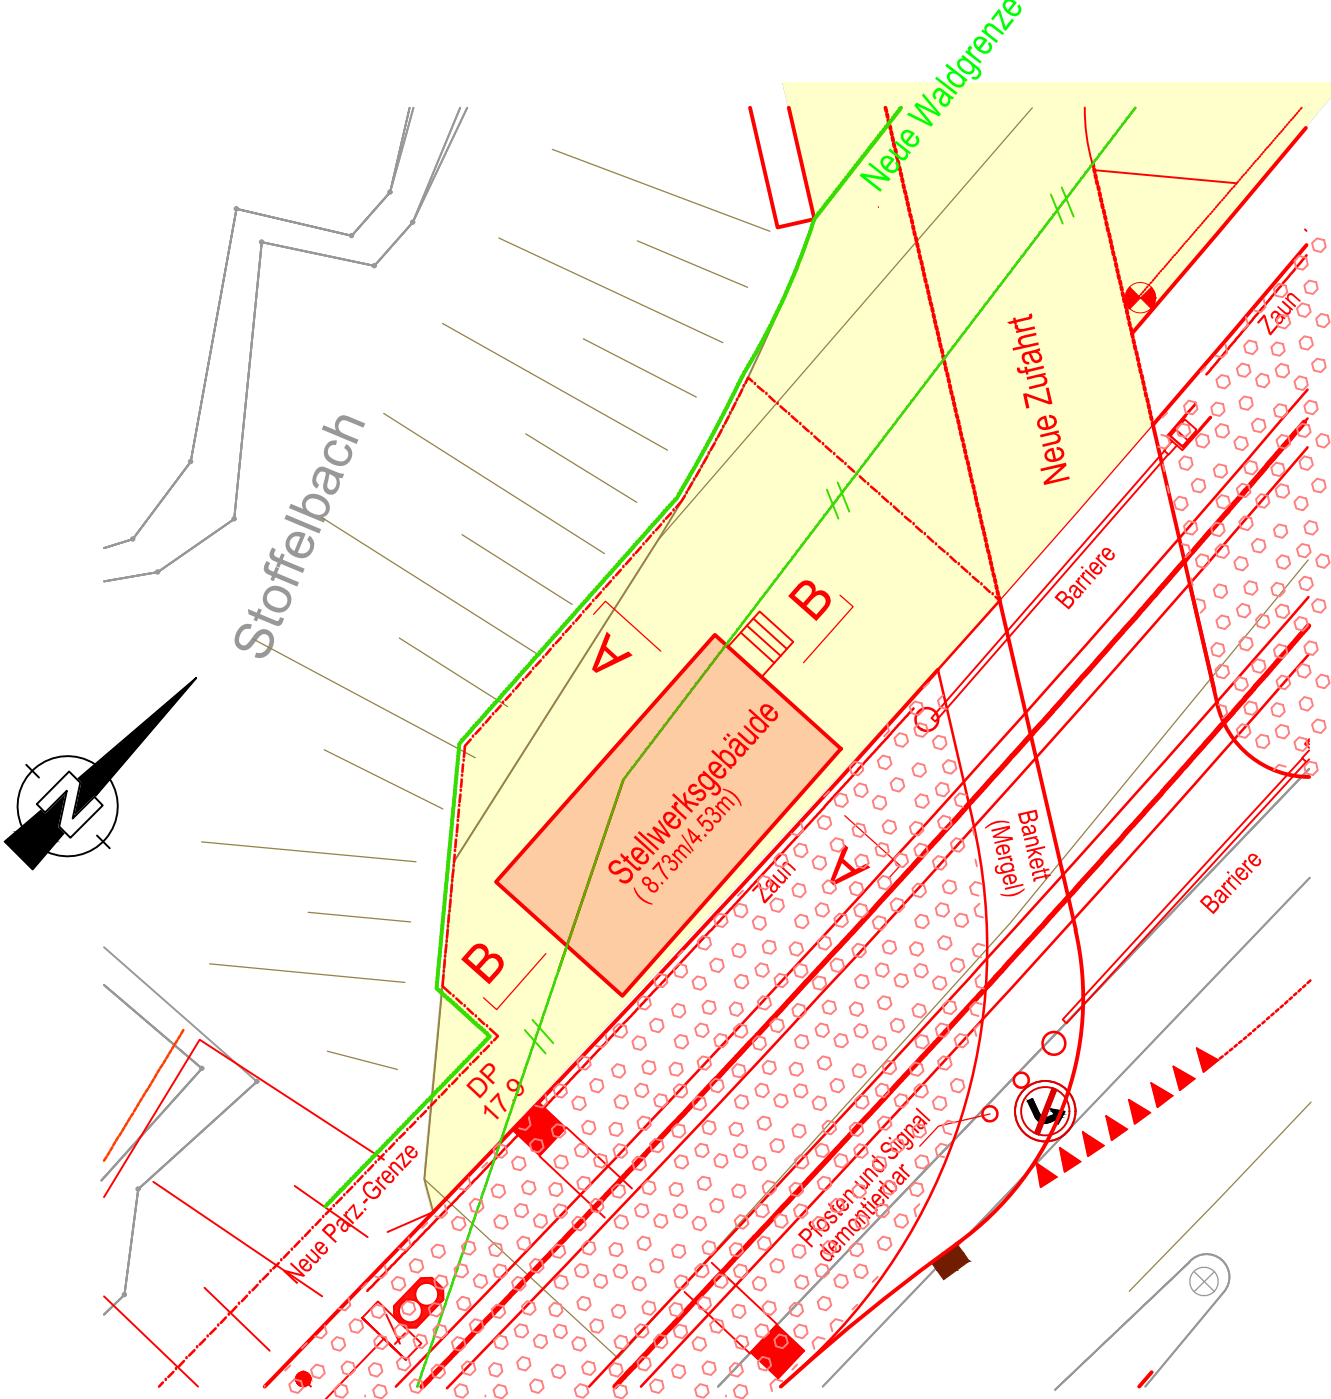 Neue Waldgrenze
Zaun
Neue Zufahrt
Stoffelbach
Barriere
B
A
Stellwerksgebäude
( 8.73m/4.53m)
Zaun
A
Bankett
(Mergel)
Barriere
B
N
DP
17.9
Pfosten und Signal
demontierbar
Neue Parz.-Grenze